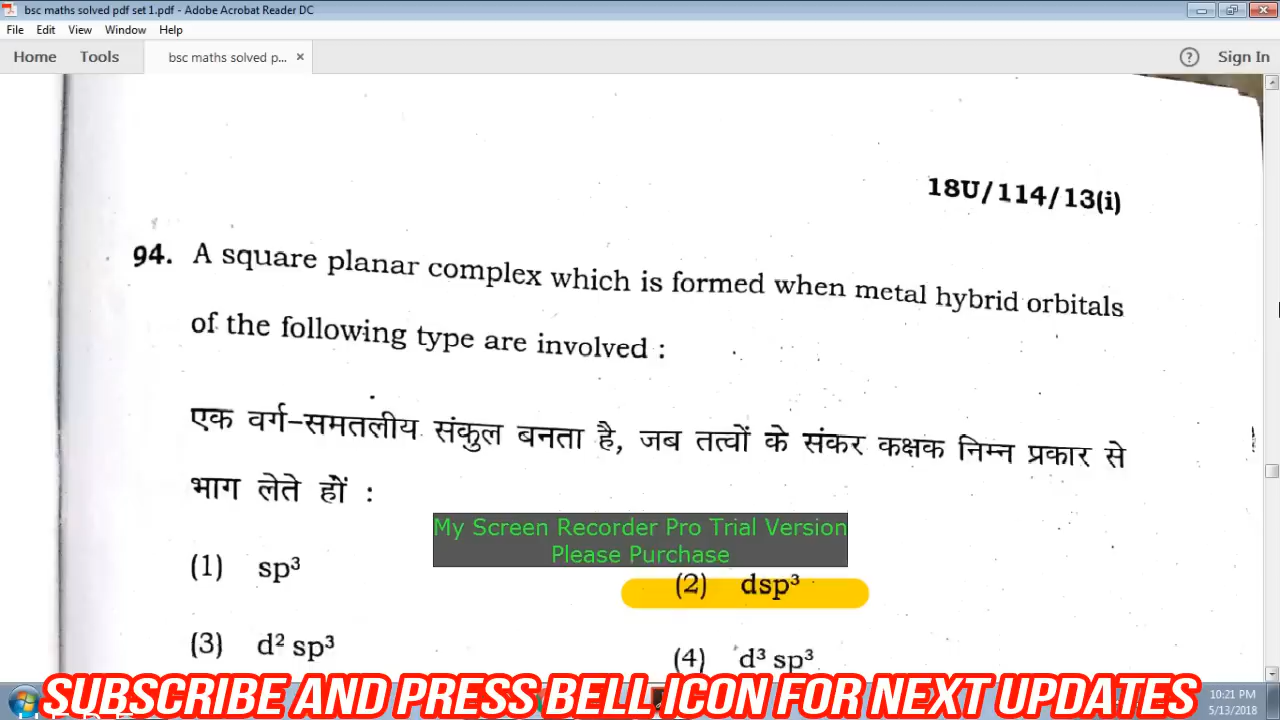 bsc maths solved pdf set 1.pdf - Adobe Acrobat Reader DC
File Edit View Window Help
Home Tools bsc maths solved p... × ? Sign In
18U/114/13(i)
94. A square planar complex which is formed when metal hybrid orbitals
of the following type are involved :
एक वर्ग-समतलीय संकुल बनता है, जब तत्वों के संकर कक्षक निम्न प्रकार से
भाग लेते हों :
My Screen Recorder Pro Trial Version
Please Purchase
(1) sp³ (2) dsp³
(3) d² sp³ (4) d³ sp³
SUBSCRIBE AND PRESS BELL ICON FOR NEXT UPDATES
10:21 PM
5/13/2018